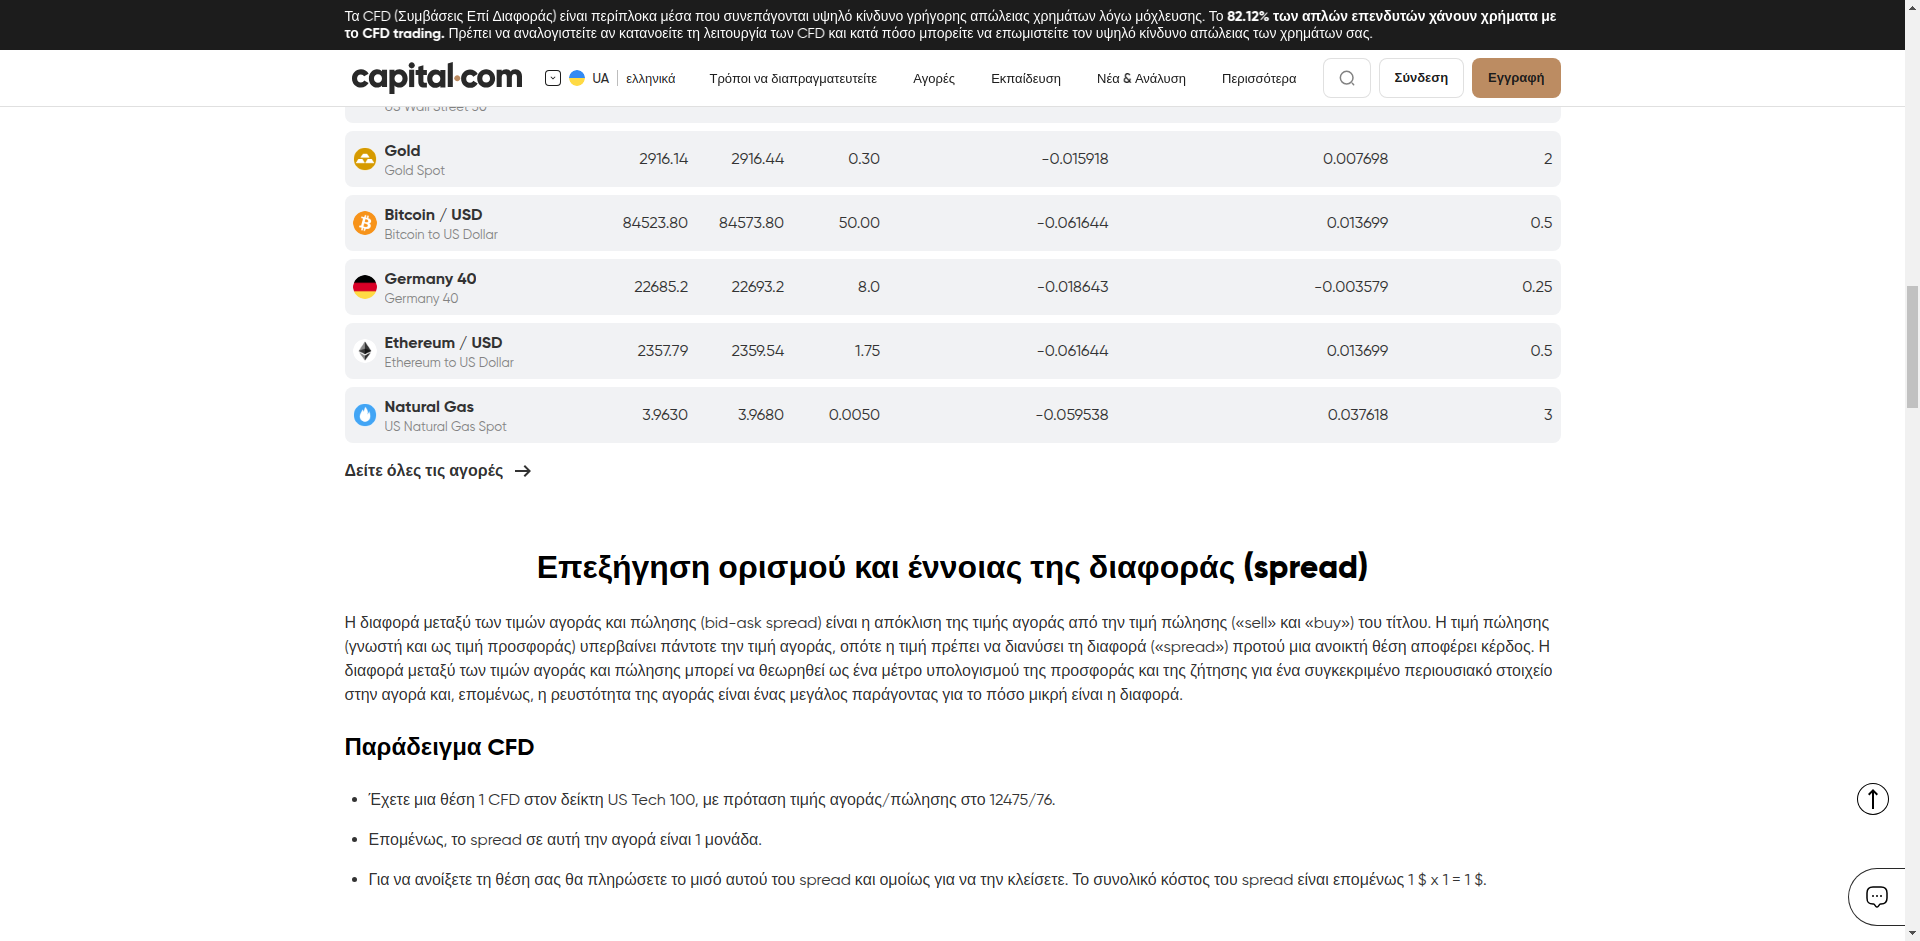 Τα CFD (Συμβάσεις Επί Διαφοράς) είναι περίπλοκα μέσα που συνεπάγονται υψηλό κίνδυνο γρήγορης απώλειας χρημάτων λόγω μόχλευσης. Το 82.12% των απλών επενδυτών χάνουν χρήματα με
το CFD trading. Πρέπει να αναλογιστείτε αν κατανοείτε τη λειτουργία των CFD και κατά πόσο μπορείτε να επωμιστείτε τον υψηλό κίνδυνο απώλειας των χρημάτων σας.
capital.com UA ελληνικά Τρόποι να διαπραγματευτείτε Αγορές Εκπαίδευση Νέα & Ανάλυση Περισσότερα Σύνδεση Εγγραφή
US Wall Street 30
Gold
Gold Spot
2916.14 2916.44 0.30 -0.015918 0.007698 2
Bitcoin / USD
Bitcoin to US Dollar
84523.80 84573.80 50.00 -0.061644 0.013699 0.5
Germany 40
Germany 40
22685.2 22693.2 8.0 -0.018643 -0.003579 0.25
Ethereum / USD
Ethereum to US Dollar
2357.79 2359.54 1.75 -0.061644 0.013699 0.5
Natural Gas
US Natural Gas Spot
3.9630 3.9680 0.0050 -0.059538 0.037618 3
Δείτε όλες τις αγορές
Επεξήγηση ορισμού και έννοιας της διαφοράς (spread)
Η διαφορά μεταξύ των τιμών αγοράς και πώλησης (bid-ask spread) είναι η απόκλιση της τιμής αγοράς από την τιμή πώλησης («sell» και «buy») του τίτλου. Η τιμή πώλησης
(γνωστή και ως τιμή προσφοράς) υπερβαίνει πάντοτε την τιμή αγοράς, οπότε η τιμή πρέπει να διανύσει τη διαφορά («spread») προτού μια ανοικτή θέση αποφέρει κέρδος. Η
διαφορά μεταξύ των τιμών αγοράς και πώλησης μπορεί να θεωρηθεί ως ένα μέτρο υπολογισμού της προσφοράς και της ζήτησης για ένα συγκεκριμένο περιουσιακό στοιχείο
στην αγορά και, επομένως, η ρευστότητα της αγοράς είναι ένας μεγάλος παράγοντας για το πόσο μικρή είναι η διαφορά.
Παράδειγμα CFD
• Έχετε μια θέση 1 CFD στον δείκτη US Tech 100, με πρόταση τιμής αγοράς/πώλησης στο 12475/76.
• Επομένως, το spread σε αυτή την αγορά είναι 1 μονάδα.
• Για να ανοίξετε τη θέση σας θα πληρώσετε το μισό αυτού του spread και ομοίως για να την κλείσετε. Το συνολικό κόστος του spread είναι επομένως 1 $ x 1 = 1 $.